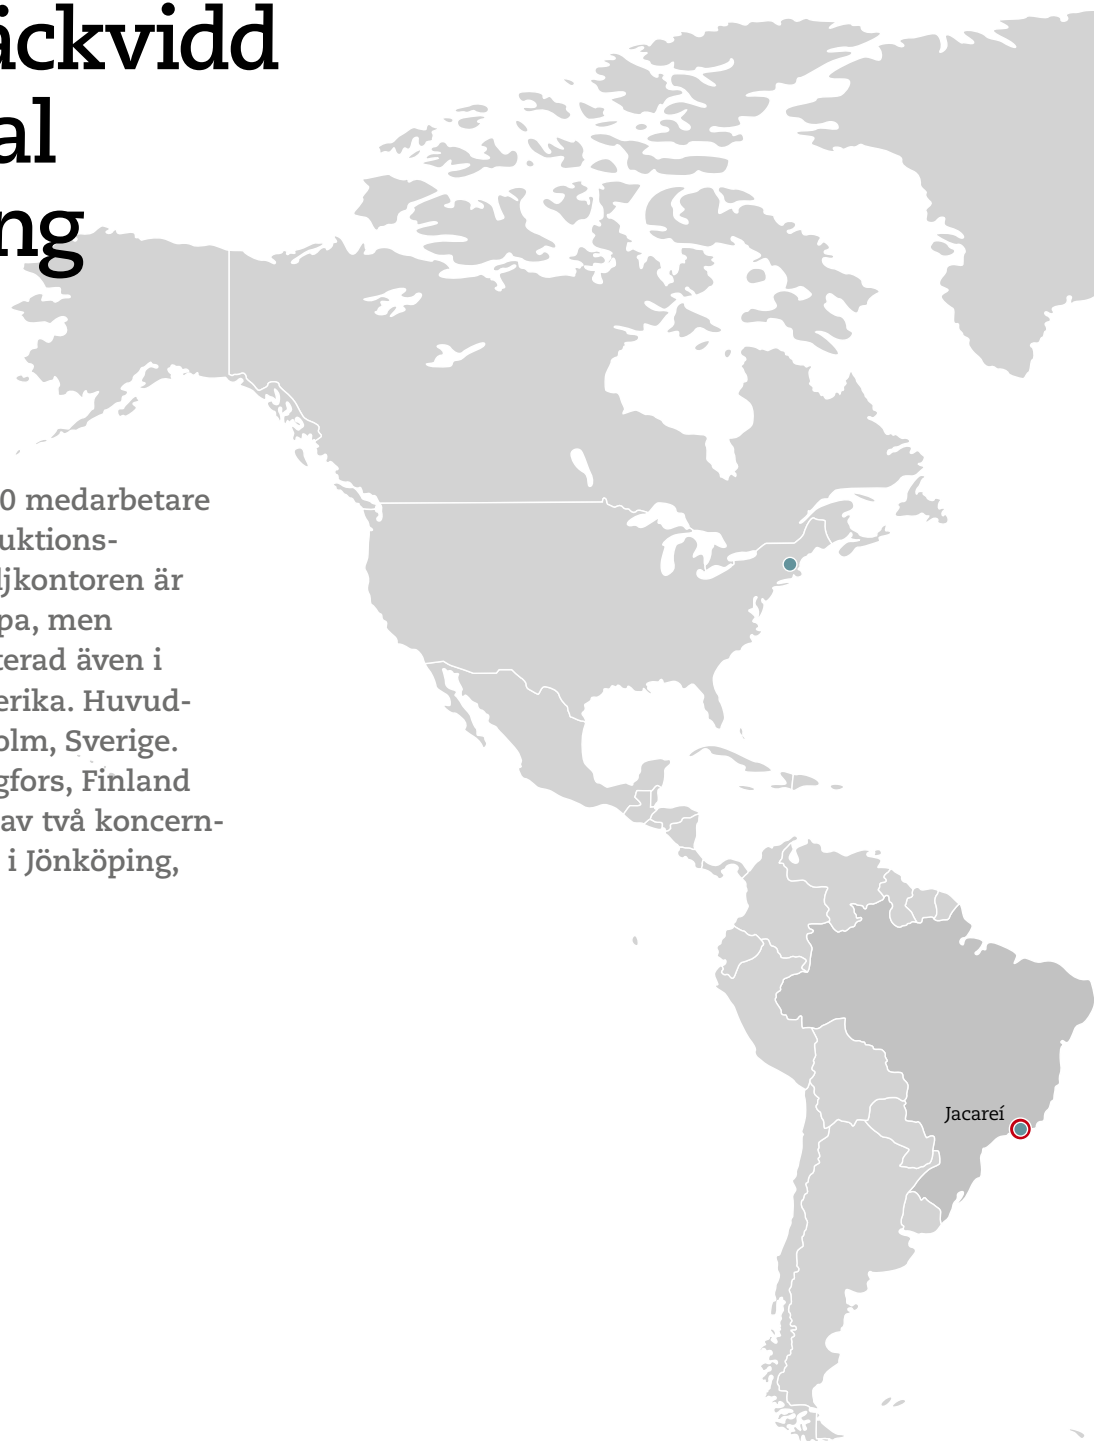 äckvidd
al
ng
0 medarbetare
uktions-
ljkontoren är
pa, men
terad även i
erika. Huvud-
olm, Sverige.
gfors, Finland
av två koncern-
i Jönköping,
Jacareí